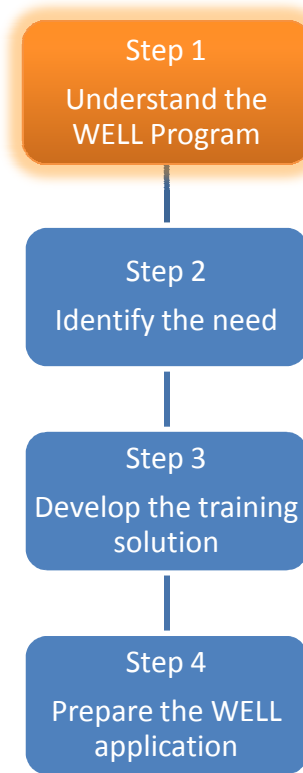 Step 1
Understand the
WELL Program
Step 2
Identify the need
Step 3
Develop the training
solution
Step 4
Prepare the WELL
application